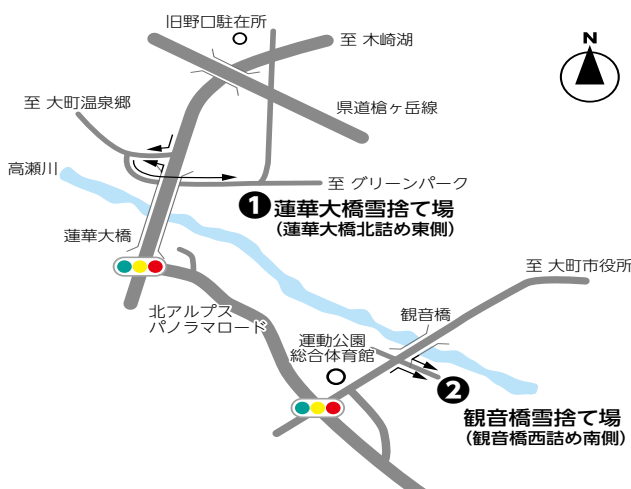 旧野口駐在所
至 木崎湖
N
至 大町温泉郷
県道槍ヶ岳線
高瀬川
至 グリーンパーク
❶ 蓮華大橋雪捨て場
(蓮華大橋北詰め東側)
蓮華大橋
至 大町市役所
北アルプス
パノラマロード
観音橋
運動公園
総合体育館
❷
観音橋雪捨て場
(観音橋西詰め南側)